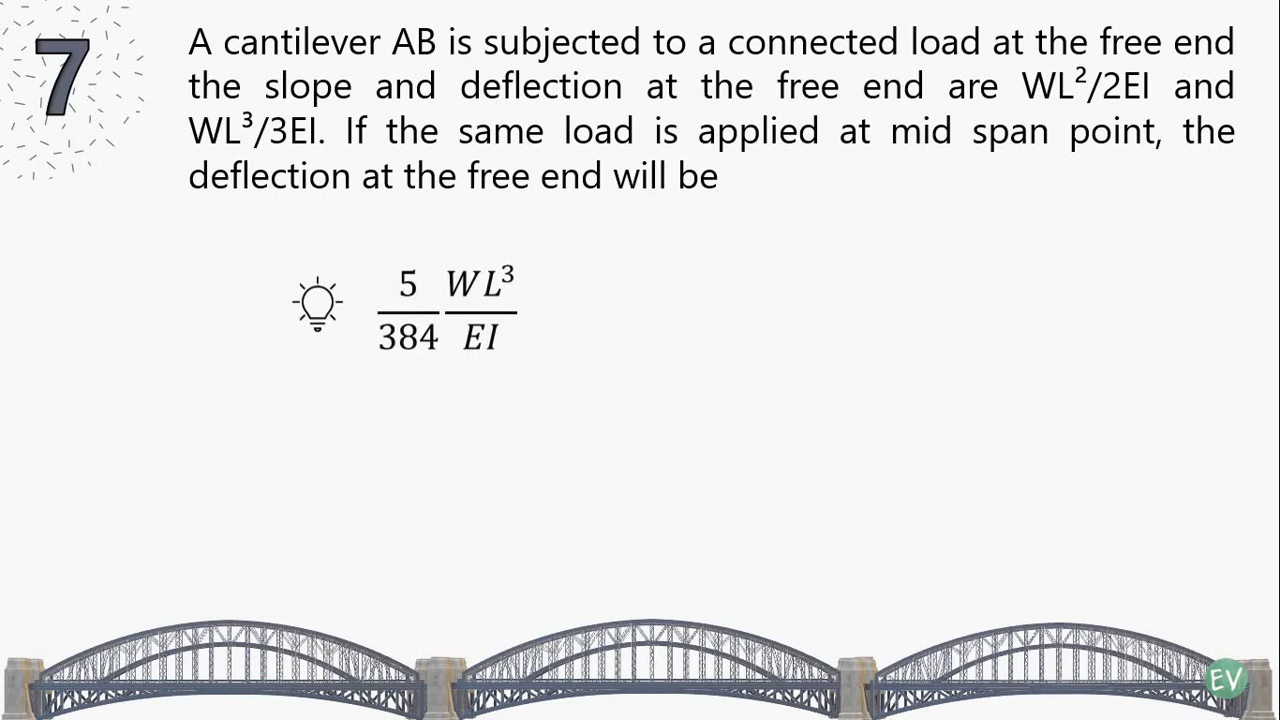 7
A cantilever AB is subjected to a connected load at the free end
the slope and deflection at the free end are WL²/2EI and
WL³/3EI. If the same load is applied at mid span point, the
deflection at the free end will be
5/384 WL³/EI
EV